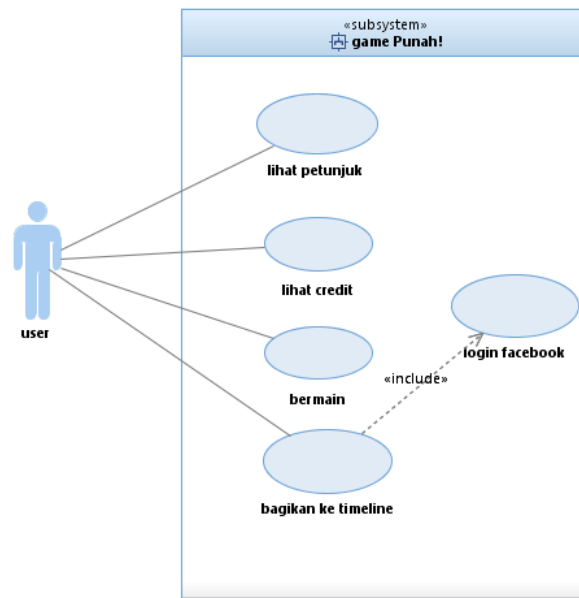 «subsystem»
game Punah!
lihat petunjuk
lihat credit
user
login facebook
«include»
bermain
bagikan ke timeline